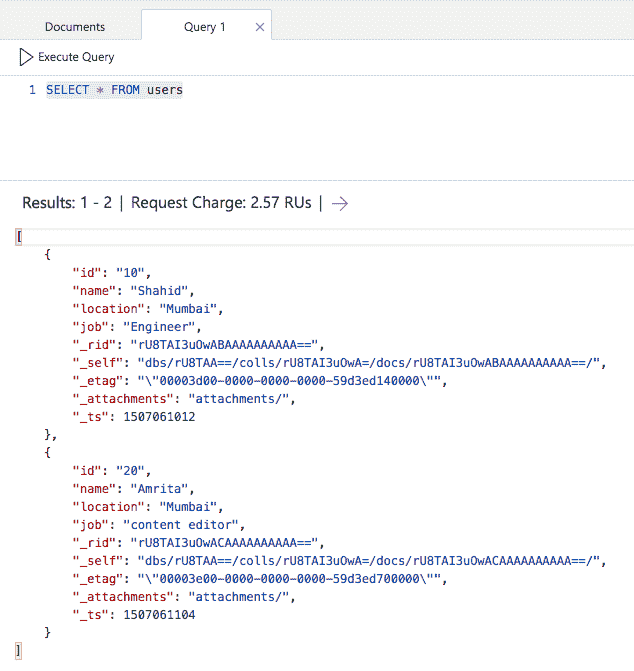 Documents
Query 1 ×
Execute Query
1 SELECT * FROM users
Results: 1 - 2 | Request Charge: 2.57 RUs | →
[
{
"id": "10",
"name": "Shahid",
"location": "Mumbai",
"job": "Engineer",
"_rid": "rU8TAI3uOwABAAAAAAAAAA==",
"_self": "dbs/rU8TAA==/colls/rU8TAI3uOwA=/docs/rU8TAI3uOwABAAAAAAAAAA==/",
"_etag": "\"00003d00-0000-0000-0000-59d3ed140000\"",
"_attachments": "attachments/",
"_ts": 1507061012
},
{
"id": "20",
"name": "Amrita",
"location": "Mumbai",
"job": "content editor",
"_rid": "rU8TAI3uOwACAAAAAAAAAA==",
"_self": "dbs/rU8TAA==/colls/rU8TAI3uOwA=/docs/rU8TAI3uOwACAAAAAAAAAA==/",
"_etag": "\"00003e00-0000-0000-0000-59d3ed700000\"",
"_attachments": "attachments/",
"_ts": 1507061104
}
]